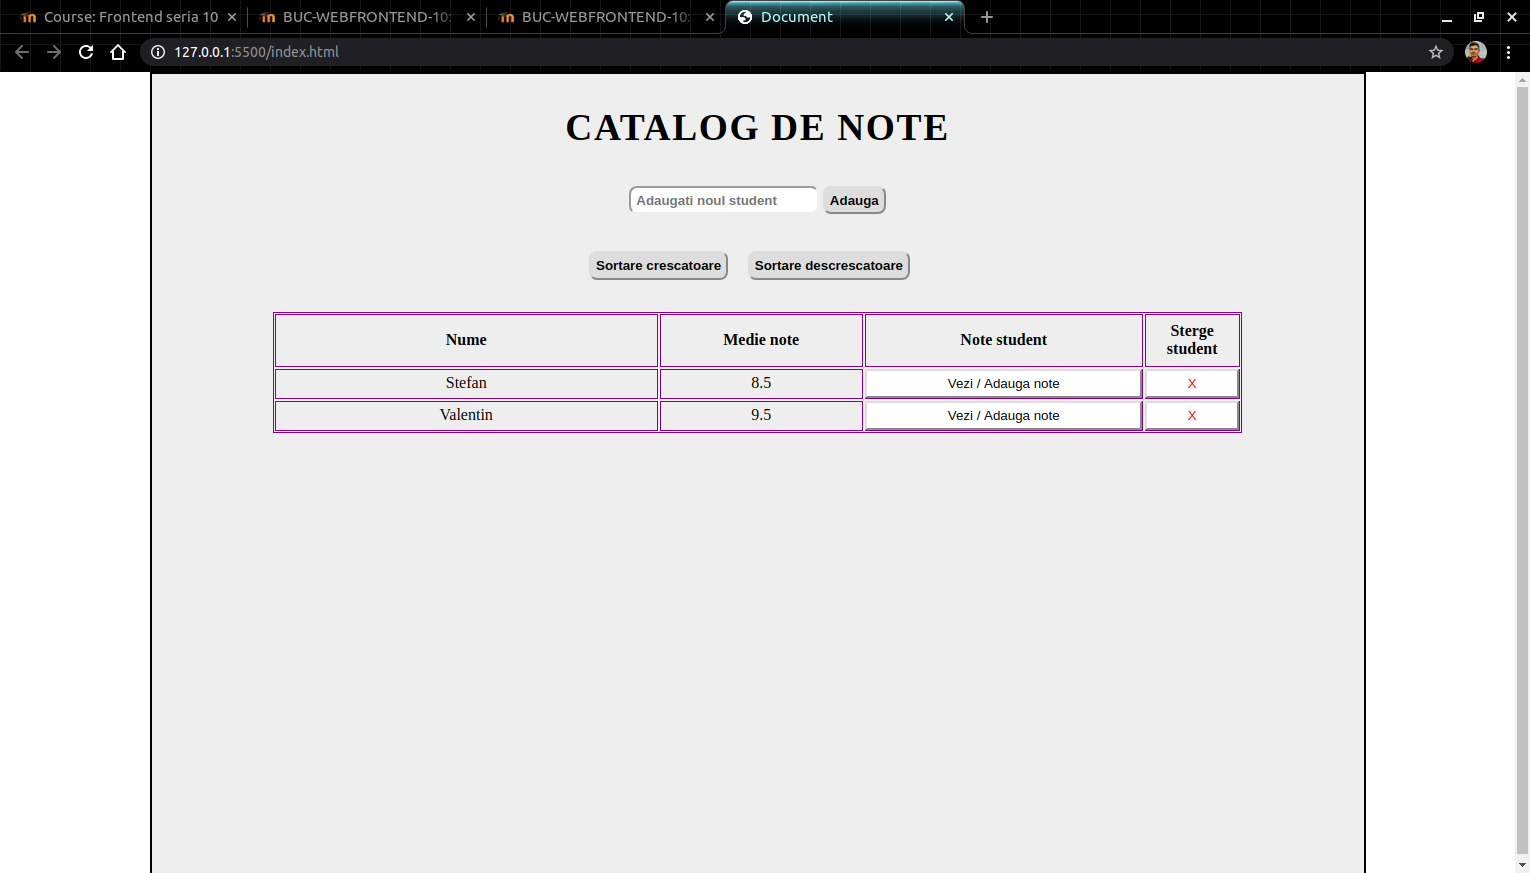 Course: Frontend seria 10
BUC-WEBFRONTEND-10:
BUC-WEBFRONTEND-10:
Document
127.0.0.1:5500/index.html
CATALOG DE NOTE
Adaugati noul student
Adauga
Sortare crescatoare
Sortare descrescatoare
Nume
Medie note
Note student
Sterge
student
Stefan
8.5
Vezi / Adauga note
X
Valentin
9.5
Vezi / Adauga note
X